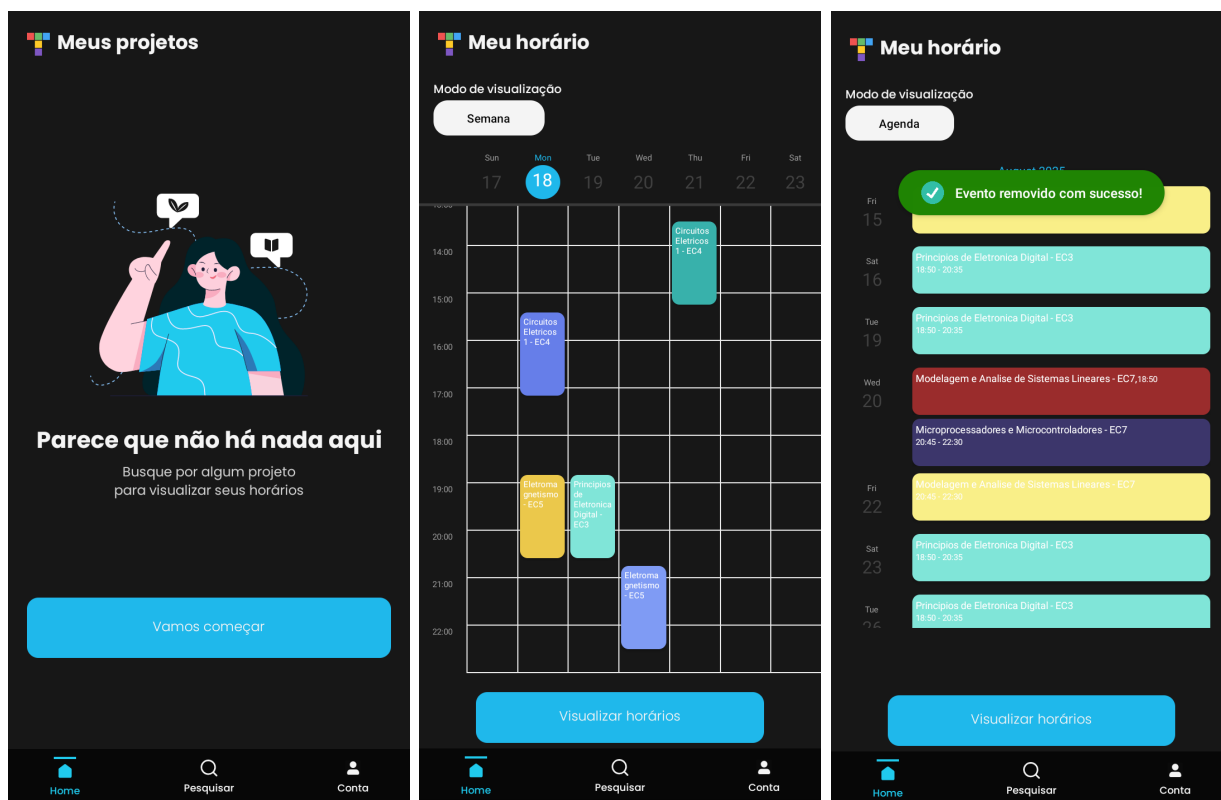 Meus projetos
Parece que não há nada aqui
Busque por algum projeto
para visualizar seus horários
Vamos começar
Home
Pesquisar
Conta
Meu horário
Modo de visualização
Semana
Sun
Mon
Tue
Wed
Thu
Fri
Sat
17
18
19
20
21
22
23
14:00
15:00
16:00
17:00
18:00
19:00
20:00
21:00
22:00
Circuitos
Eletricos
1 - EC4
Circuitos
Eletricos
1 - EC4
Eletroma
gnetismo
- EC5
Principios
de
Eletronica
Digital -
EC3
Eletroma
gnetismo
- EC5
Visualizar horários
Home
Pesquisar
Conta
Meu horário
Modo de visualização
Agenda
August 2025
Evento removido com sucesso!
Fri
15
Sat
16
Principios de Eletronica Digital - EC3
18:50 - 20:35
Tue
19
Principios de Eletronica Digital - EC3
18:50 - 20:35
Wed
20
Modelagem e Analise de Sistemas Lineares - EC7,18:50
Microprocessadores e Microcontroladores - EC7
20:45 - 22:30
Fri
22
Modelagem e Analise de Sistemas Lineares - EC7
20:45 - 22:30
Sat
23
Principios de Eletronica Digital - EC3
18:50 - 20:35
Tue
26
Principios de Eletronica Digital - EC3
18:50 - 20:35
Visualizar horários
Home
Pesquisar
Conta